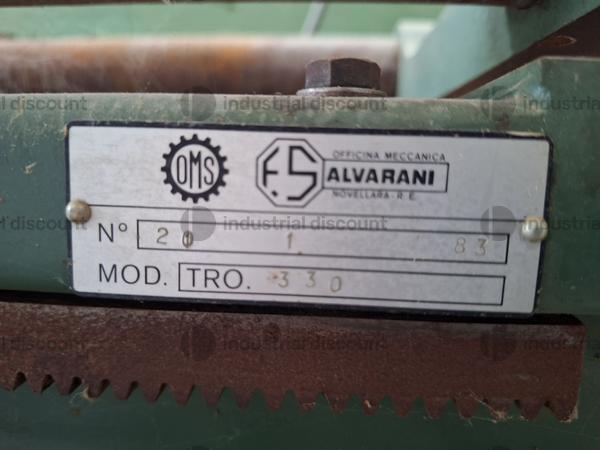 OMS
F.S
OFFICINA MECCANICA
ALVARANI
NOVELLARA - R. E.
N° 20 1. 83
MOD. TRO. 330
industrial discount